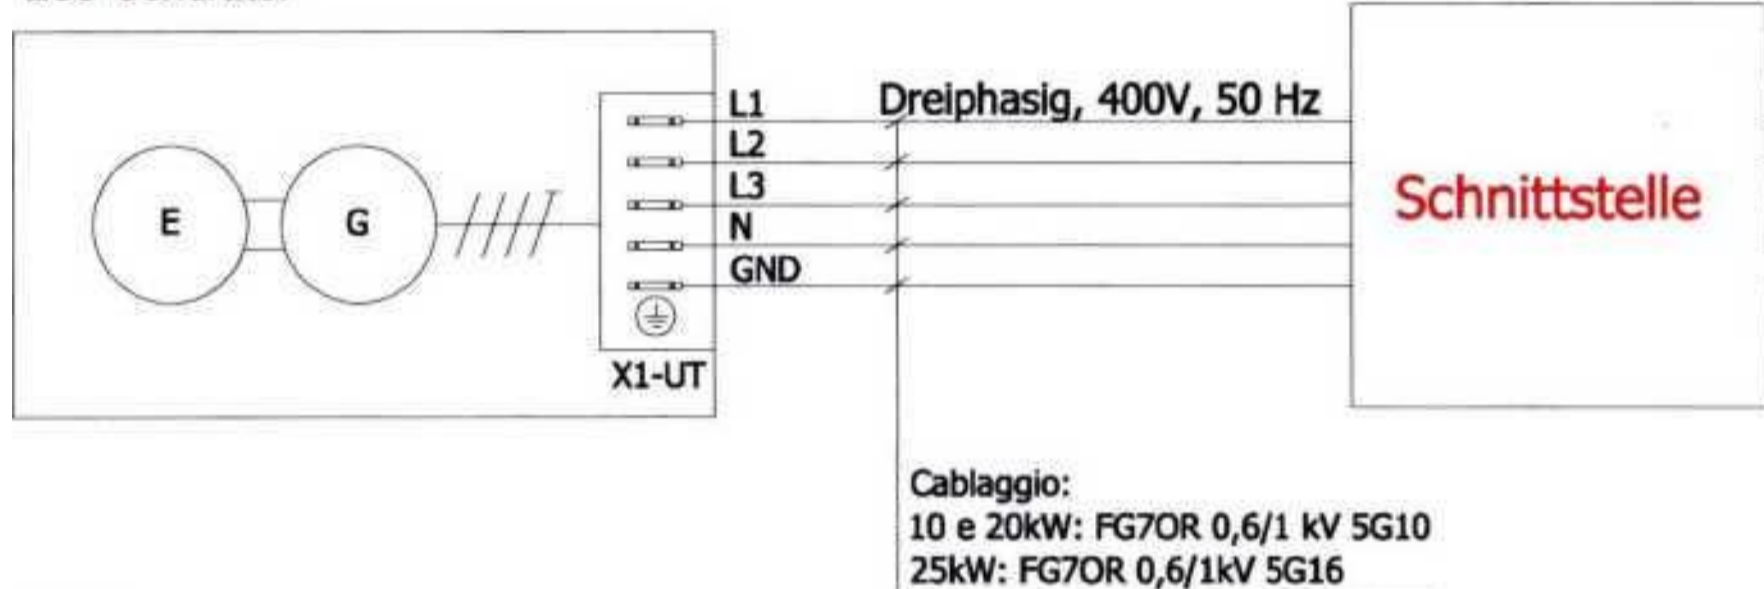 L1
Dreiphasig, 400V, 50 Hz
L2
L3
N
GND
E
G
X1-UT
Schnittstelle
Cablaggio:
10 e 20kW: FG7OR 0,6/1 kV 5G10
25kW: FG7OR 0,6/1kV 5G16